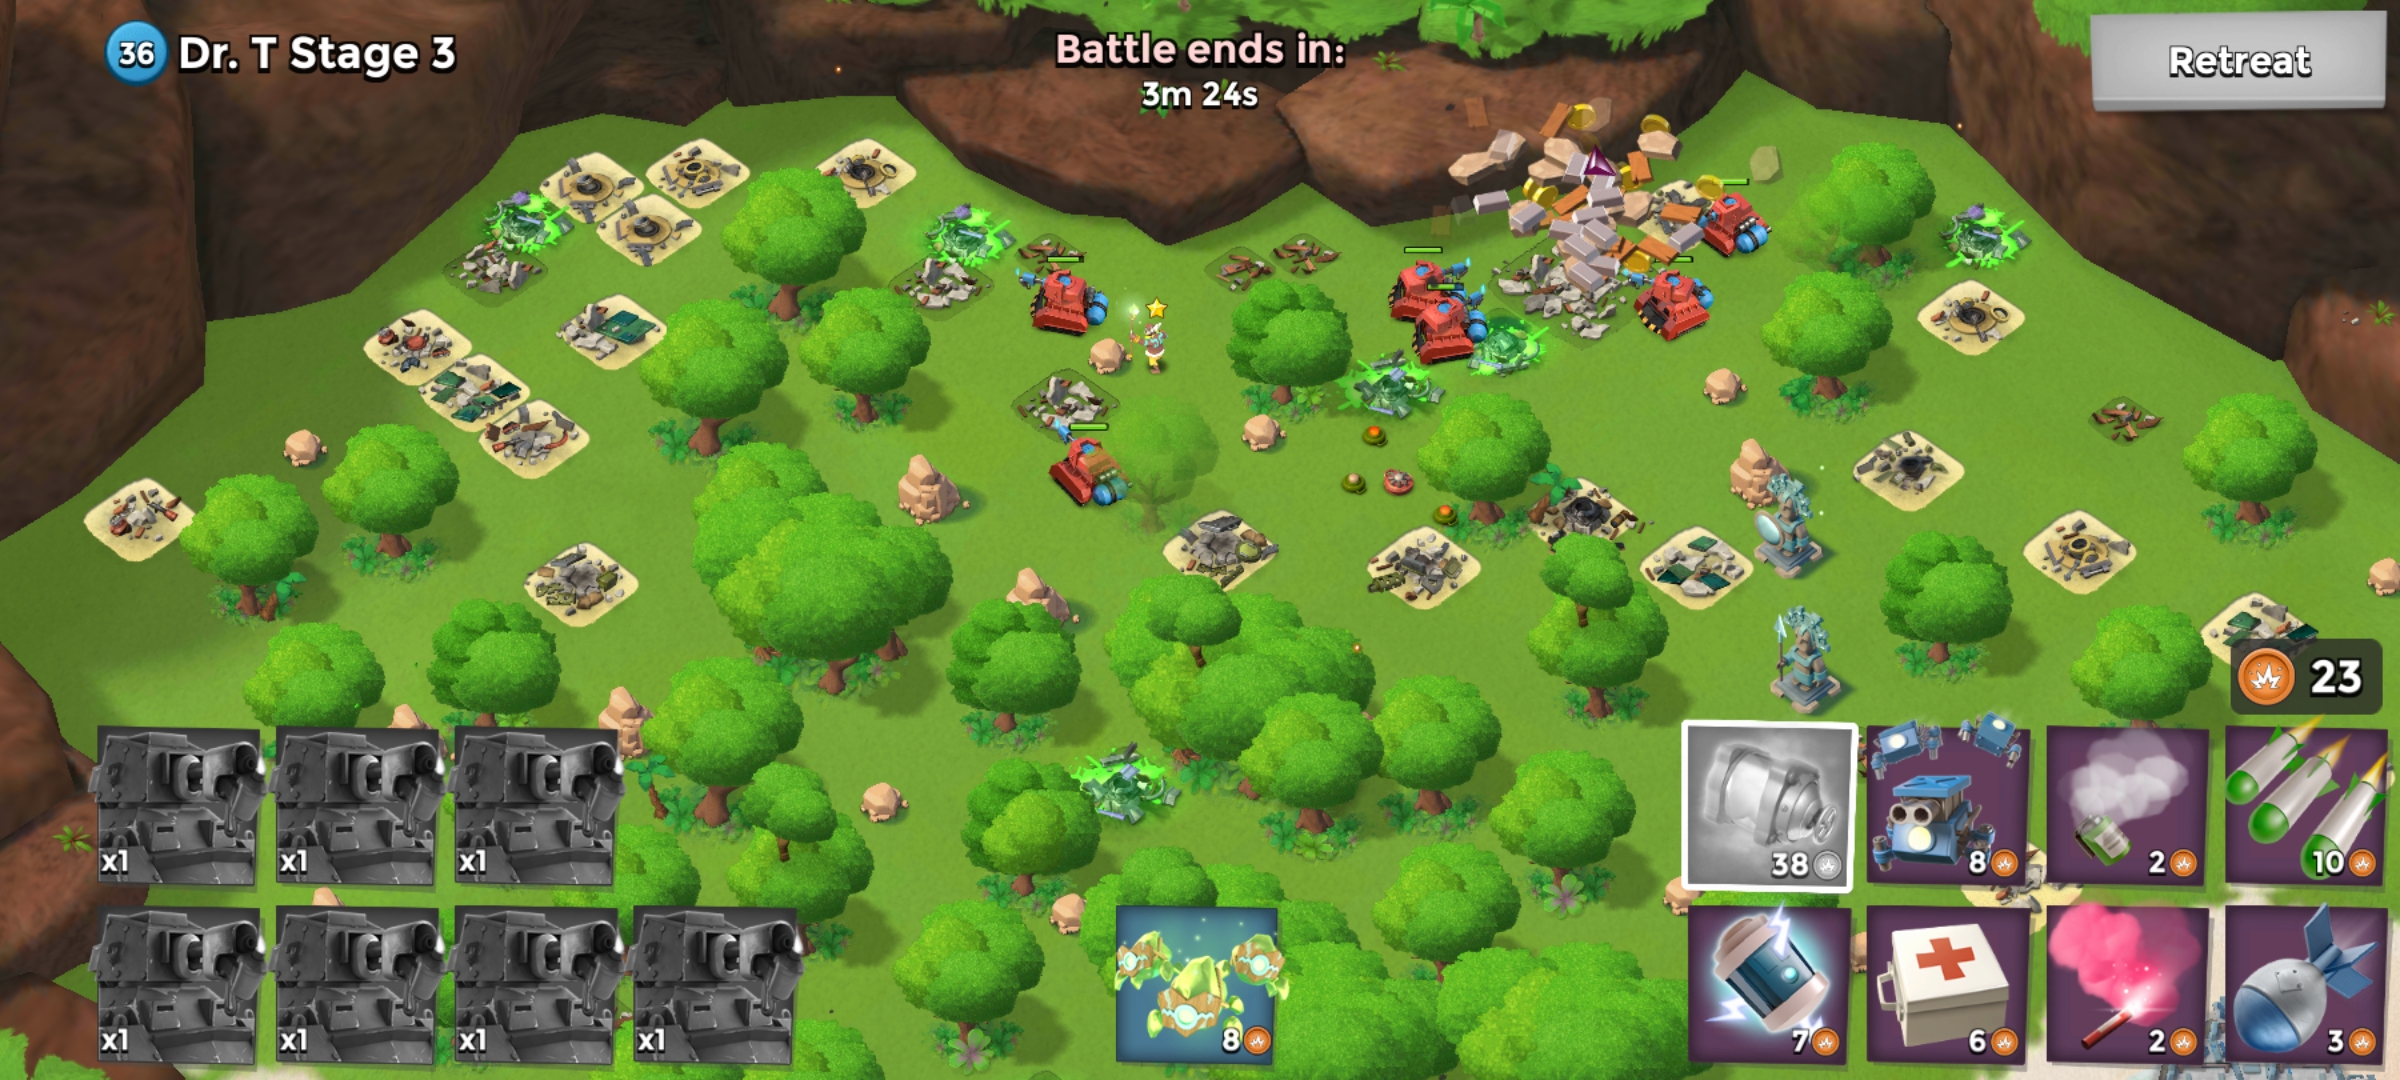 36 Dr. T Stage 3
Battle ends in:
3m 24s
Retreat
23
x1 x1 x1
38 8 2 10
x1 x1 x1 x1
8
7 6 2 3